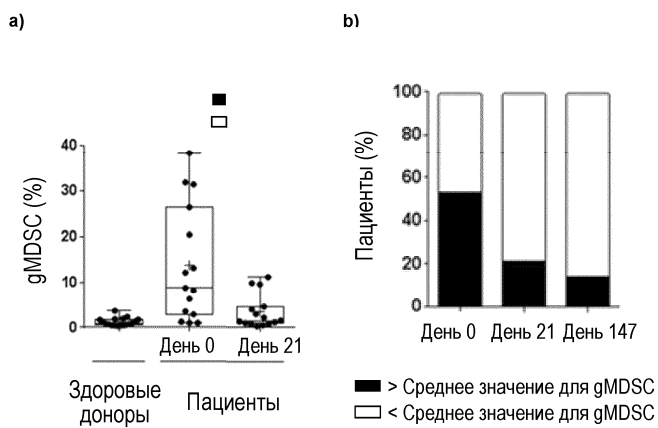 a)
gMDSC (%)
40
30
20
10
0
День 0
День 21
Здоровые
доноры
Пациенты
b)
Пациенты (%)
100
80
60
40
20
0
День 0
День 21
День 147
> Среднее значение для gMDSC
< Среднее значение для gMDSC